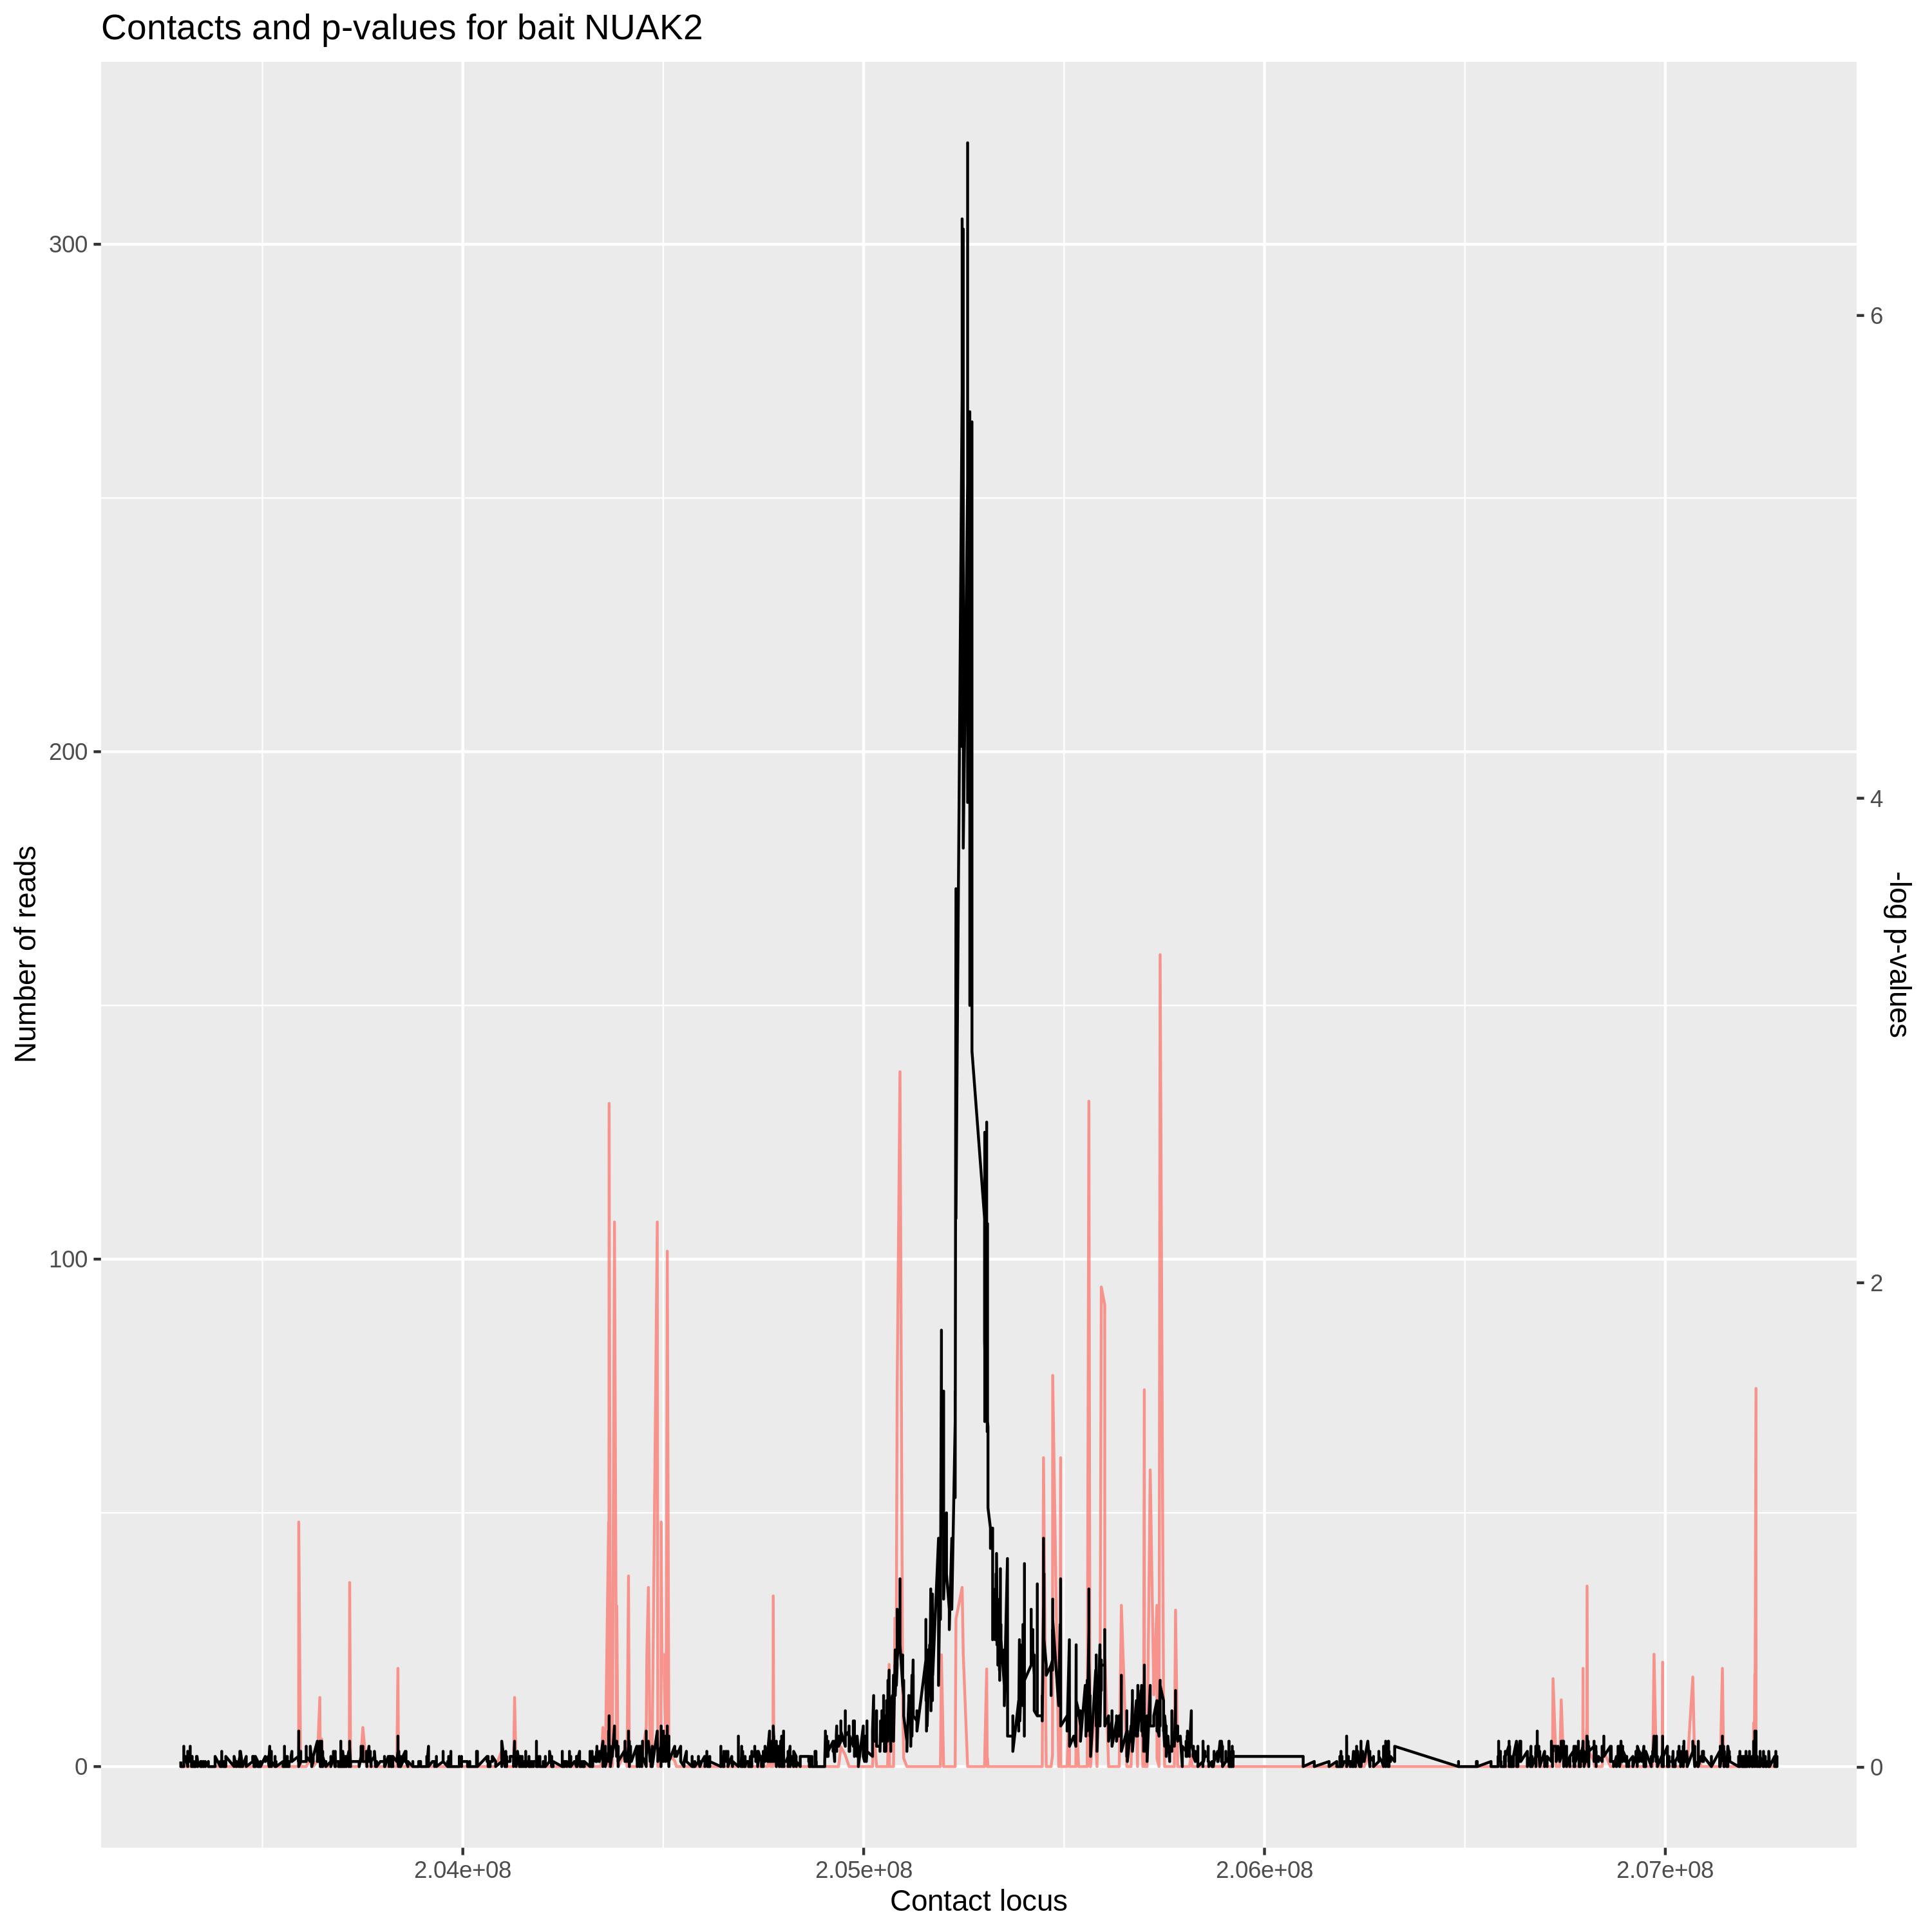 Contacts and p-values for bait NUAK2
300
200
100
0
Number of reads
6
4
2
0
-log p-values
2.04e+08
2.05e+08
2.06e+08
2.07e+08
Contact locus